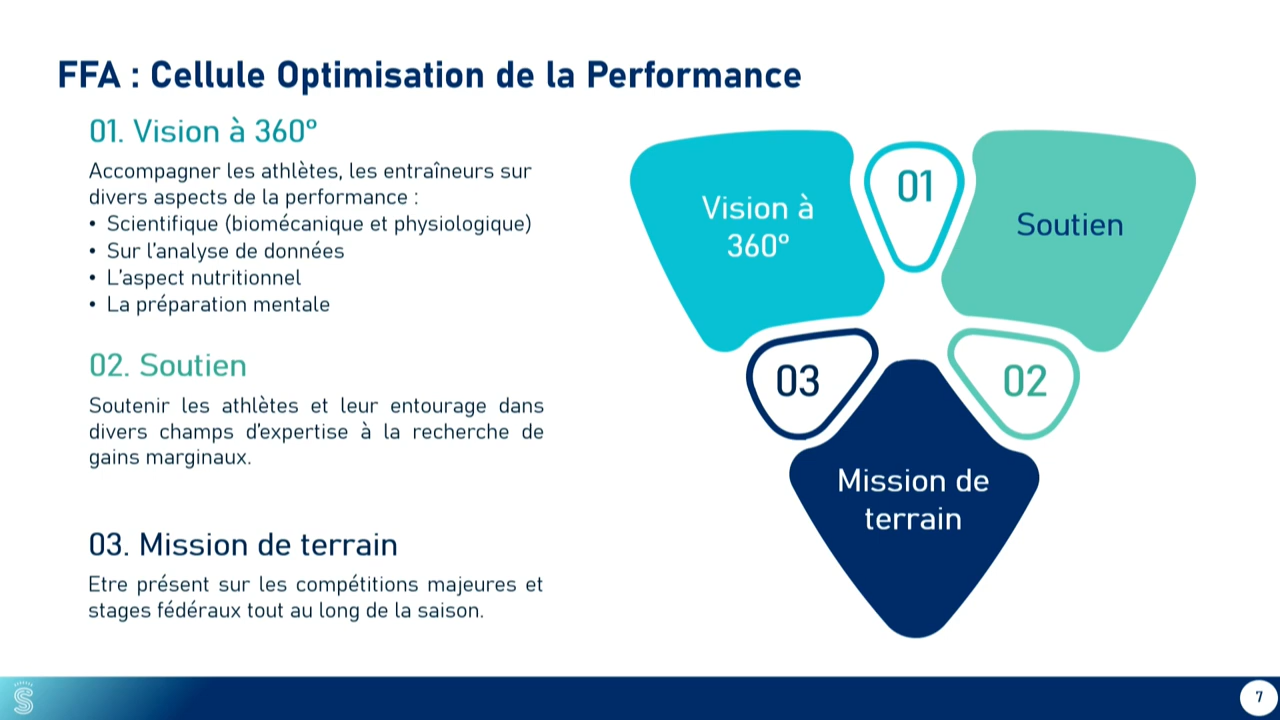 FFA : Cellule Optimisation de la Performance
01. Vision à 360°
Accompagner les athlètes, les entraîneurs sur
divers aspects de la performance :
• Scientifique (biomécanique et physiologique)
• Sur l'analyse de données
• L'aspect nutritionnel
• La préparation mentale
02. Soutien
Soutenir les athlètes et leur entourage dans
divers champs d'expertise à la recherche de
gains marginaux.
03. Mission de terrain
Etre présent sur les compétitions majeures et
stages fédéraux tout au long de la saison.
Vision à
360°
01
Soutien
03
02
Mission de
terrain
S
7